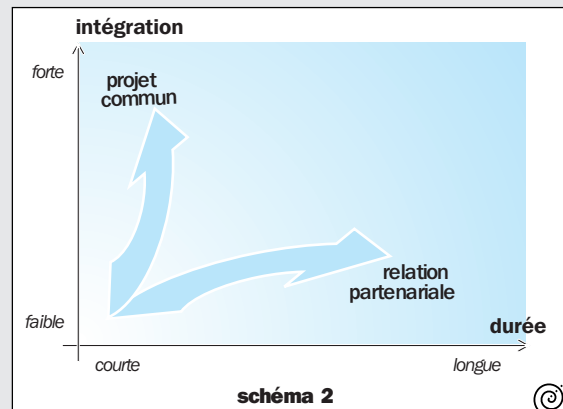 intégration
forte
projet
commun
relation
partenariale
faible
durée
courte
longue
schéma 2